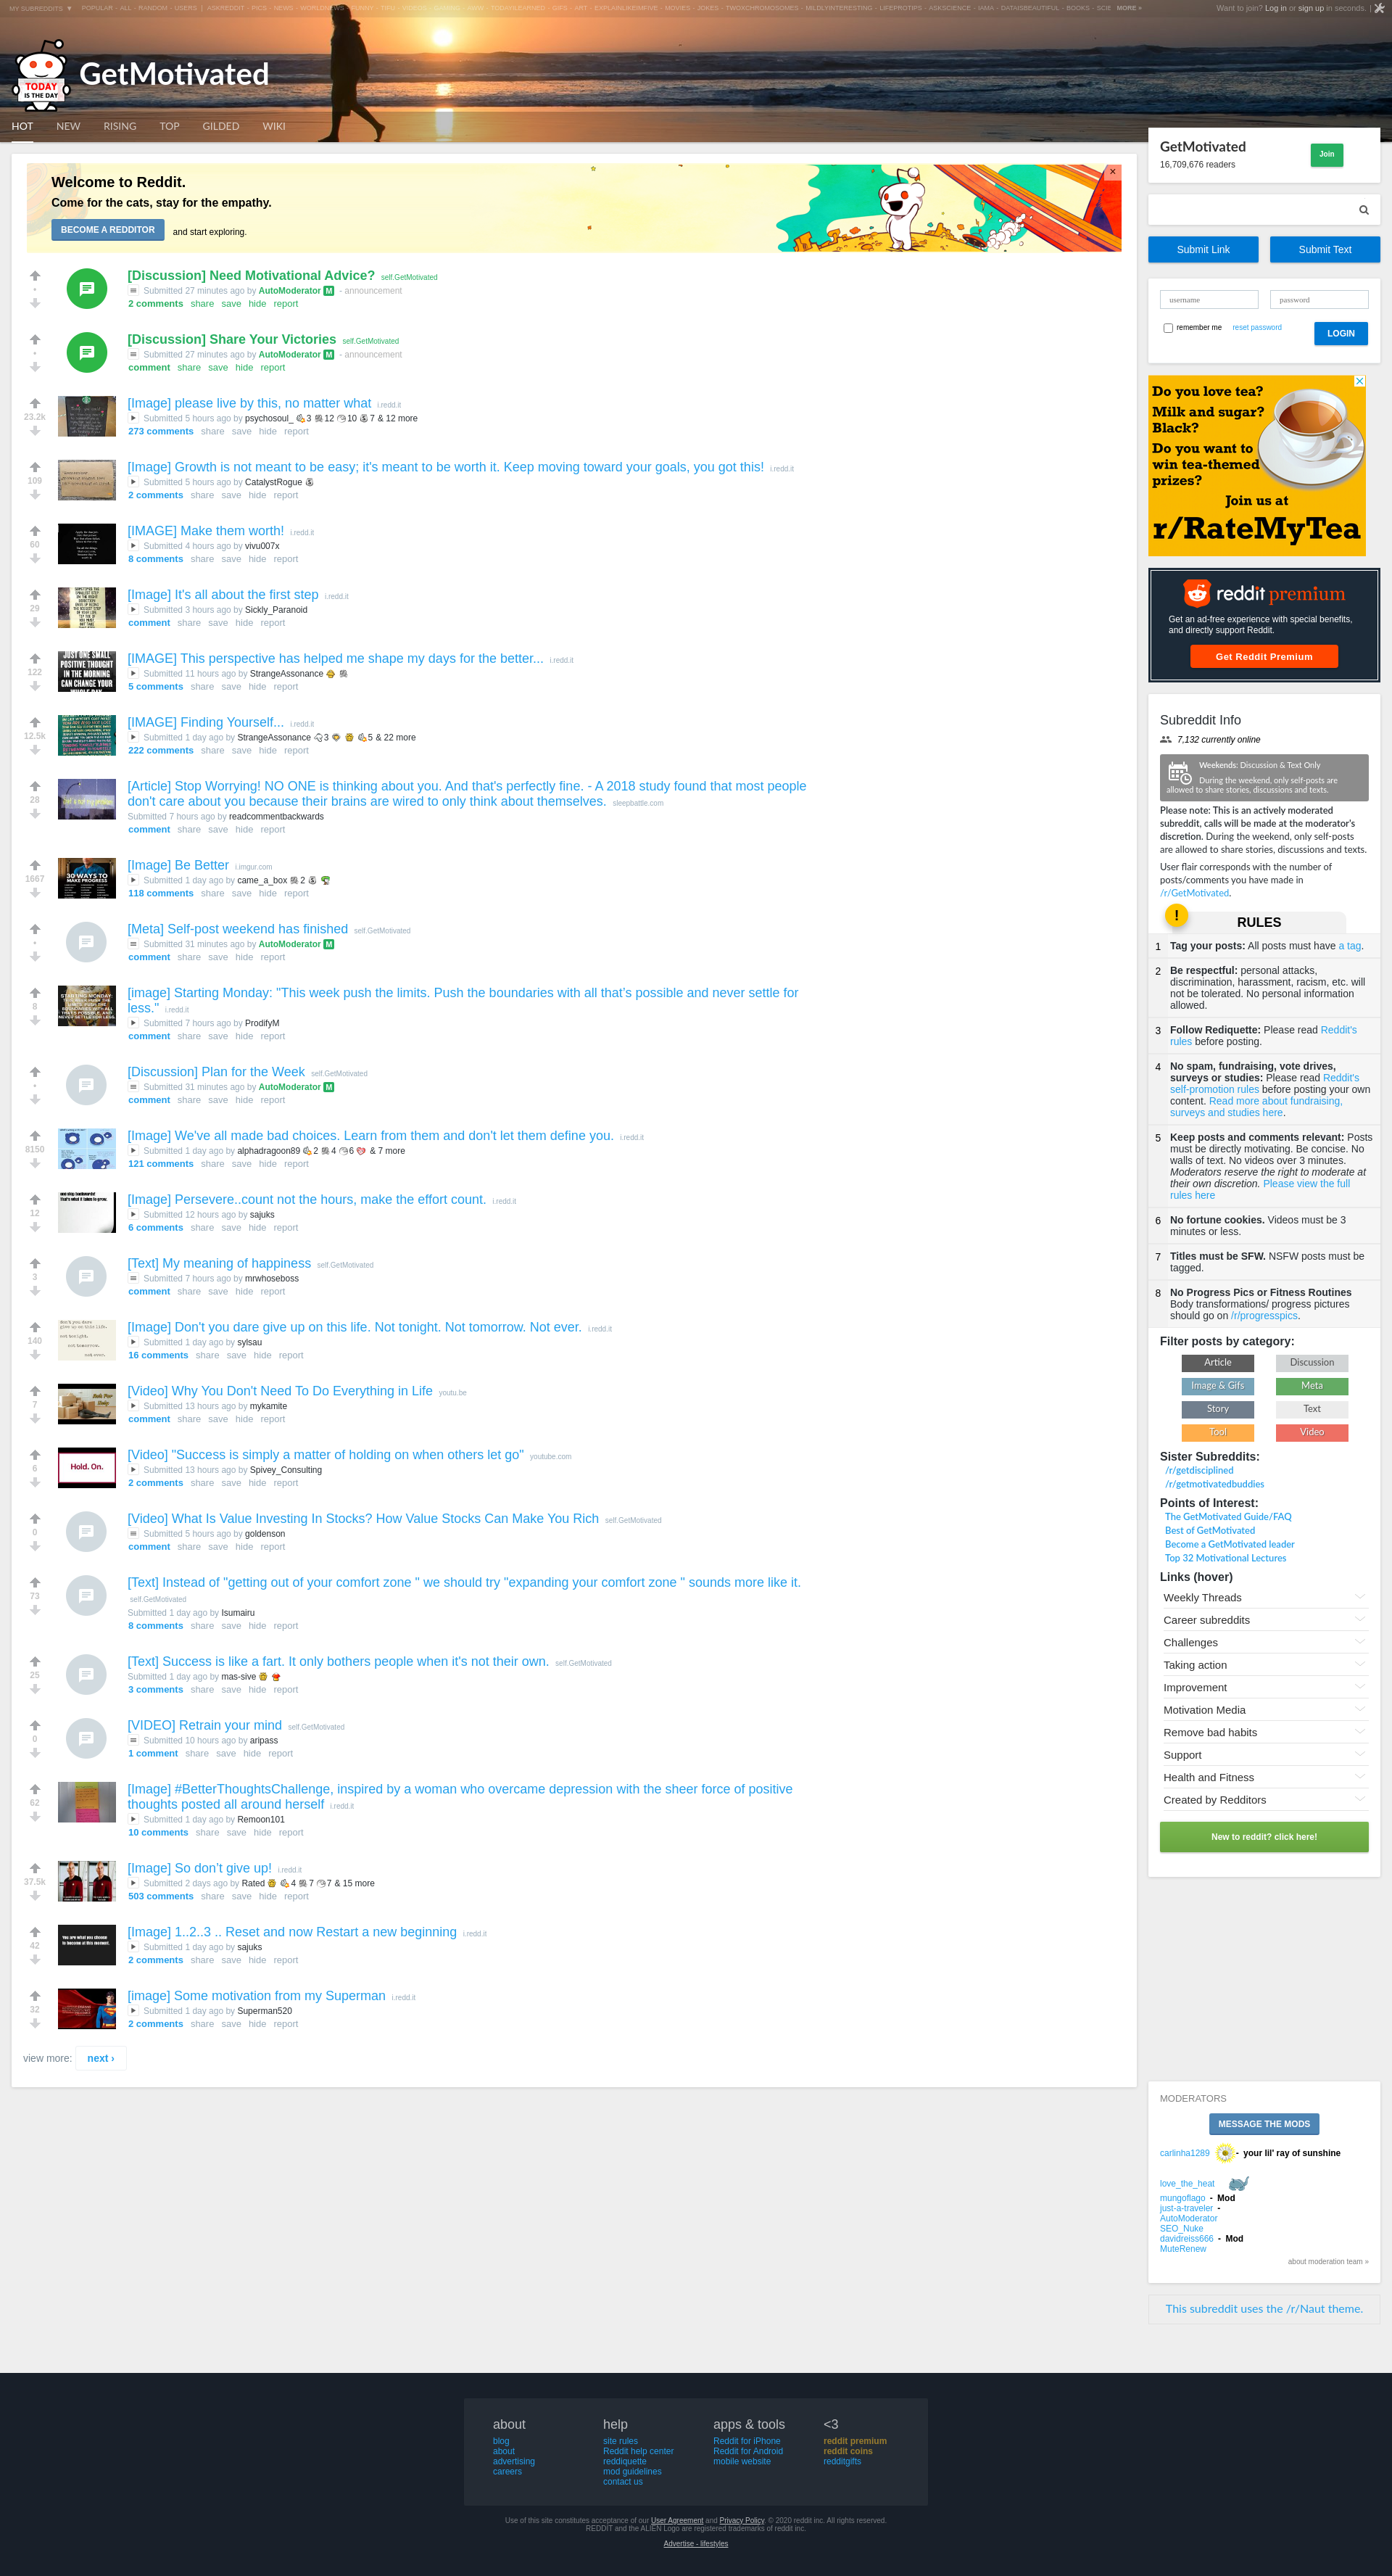 MY SUBREDDITS ▼ POPULAR - ALL - RANDOM - USERS | ASKREDDIT - PICS - NEWS - WORLDNEWS - FUNNY - TIFU - VIDEOS - GAMING - AWW - TODAYILEARNED - GIFS - ART - EXPLAINLIKEIMFIVE - MOVIES - JOKES - TWOXCHROMOSOMES - MILDLYINTERESTING - LIFEPROTIPS - ASKSCIENCE - IAMA - DATAISBEAUTIFUL - BOOKS - SCIE MORE »
Want to join? Log in or sign up in seconds. |
TODAY
IS THE DAY
GetMotivated
HOT NEW RISING TOP GILDED WIKI
Welcome to Reddit.
Come for the cats, stay for the empathy.
BECOME A REDDITOR and start exploring.
×
[Discussion] Need Motivational Advice? self.GetMotivated
Submitted 27 minutes ago by AutoModerator M - announcement
2 comments share save hide report
[Discussion] Share Your Victories self.GetMotivated
Submitted 27 minutes ago by AutoModerator M - announcement
comment share save hide report
23.2k
[Image] please live by this, no matter what i.redd.it
Submitted 5 hours ago by psychosoul_ 3 12 10 7 & 12 more
273 comments share save hide report
109
[Image] Growth is not meant to be easy; it's meant to be worth it. Keep moving toward your goals, you got this! i.redd.it
Submitted 5 hours ago by CatalystRogue
2 comments share save hide report
60
[IMAGE] Make them worth! i.redd.it
Submitted 4 hours ago by vivu007x
8 comments share save hide report
29
[Image] It's all about the first step i.redd.it
Submitted 3 hours ago by Sickly_Paranoid
comment share save hide report
122
JUST ONE SMALL
POSITIVE THOUGHT
IN THE MORNING
CAN CHANGE YOUR
WHOLE DAY
[IMAGE] This perspective has helped me shape my days for the better... i.redd.it
Submitted 11 hours ago by StrangeAssonance
5 comments share save hide report
12.5k
[IMAGE] Finding Yourself... i.redd.it
Submitted 1 day ago by StrangeAssonance 3 5 & 22 more
222 comments share save hide report
28
[Article] Stop Worrying! NO ONE is thinking about you. And that's perfectly fine. - A 2018 study found that most people
don't care about you because their brains are wired to only think about themselves. sleepbattle.com
Submitted 7 hours ago by readcommentbackwards
comment share save hide report
1667
30 WAYS TO
MAKE PROGRESS
[Image] Be Better i.imgur.com
Submitted 1 day ago by came_a_box 2
118 comments share save hide report
[Meta] Self-post weekend has finished self.GetMotivated
Submitted 31 minutes ago by AutoModerator M
comment share save hide report
8
[image] Starting Monday: "This week push the limits. Push the boundaries with all that's possible and never settle for
less." i.redd.it
Submitted 7 hours ago by ProdifyM
comment share save hide report
[Discussion] Plan for the Week self.GetMotivated
Submitted 31 minutes ago by AutoModerator M
comment share save hide report
8150
[Image] We've all made bad choices. Learn from them and don't let them define you. i.redd.it
Submitted 1 day ago by alphadragoon89 2 4 6 & 7 more
121 comments share save hide report
12
[Image] Persevere..count not the hours, make the effort count. i.redd.it
Submitted 12 hours ago by sajuks
6 comments share save hide report
3
[Text] My meaning of happiness self.GetMotivated
Submitted 7 hours ago by mrwhoseboss
comment share save hide report
140
[Image] Don't you dare give up on this life. Not tonight. Not tomorrow. Not ever. i.redd.it
Submitted 1 day ago by sylsau
16 comments share save hide report
7
[Video] Why You Don't Need To Do Everything in Life youtu.be
Submitted 13 hours ago by mykamite
comment share save hide report
6
Hold. On.
[Video] "Success is simply a matter of holding on when others let go" youtube.com
Submitted 13 hours ago by Spivey_Consulting
2 comments share save hide report
0
[Video] What Is Value Investing In Stocks? How Value Stocks Can Make You Rich self.GetMotivated
Submitted 5 hours ago by goldenson
comment share save hide report
73
[Text] Instead of "getting out of your comfort zone " we should try "expanding your comfort zone " sounds more like it.
self.GetMotivated
Submitted 1 day ago by Isumairu
8 comments share save hide report
25
[Text] Success is like a fart. It only bothers people when it's not their own. self.GetMotivated
Submitted 1 day ago by mas-sive
3 comments share save hide report
0
[VIDEO] Retrain your mind self.GetMotivated
Submitted 10 hours ago by aripass
1 comment share save hide report
62
[Image] #BetterThoughtsChallenge, inspired by a woman who overcame depression with the sheer force of positive
thoughts posted all around herself i.redd.it
Submitted 1 day ago by Remoon101
10 comments share save hide report
37.5k
[Image] So don't give up! i.redd.it
Submitted 2 days ago by Rated 4 7 7 & 15 more
503 comments share save hide report
42
You are what you choose
to become at this moment.
[Image] 1..2..3 .. Reset and now Restart a new beginning i.redd.it
Submitted 1 day ago by sajuks
2 comments share save hide report
32
[image] Some motivation from my Superman i.redd.it
Submitted 1 day ago by Superman520
2 comments share save hide report
view more: next ›
GetMotivated
16,709,676 readers
Join
Submit Link
Submit Text
username
password
remember me reset password
LOGIN
Do you love tea?
Milk and sugar?
Black?
Do you want to
win tea-themed
prizes?
Join us at
r/RateMyTea
reddit premium
Get an ad-free experience with special benefits,
and directly support Reddit.
Get Reddit Premium
Subreddit Info
7,132 currently online
Weekends: Discussion & Text Only
During the weekend, only self-posts are
allowed to share stories, discussions and texts.
Please note: This is an actively moderated
subreddit, calls will be made at the moderator's
discretion. During the weekend, only self-posts
are allowed to share stories, discussions and texts.
User flair corresponds with the number of
posts/comments you have made in
/r/GetMotivated.
!
RULES
1 Tag your posts: All posts must have a tag.
2 Be respectful: personal attacks,
discrimination, harassment, racism, etc. will
not be tolerated. No personal information
allowed.
3 Follow Rediquette: Please read Reddit's
rules before posting.
4 No spam, fundraising, vote drives,
surveys or studies: Please read Reddit's
self-promotion rules before posting your own
content. Read more about fundraising,
surveys and studies here.
5 Keep posts and comments relevant: Posts
must be directly motivating. Be concise. No
walls of text. No videos over 3 minutes.
Moderators reserve the right to moderate at
their own discretion. Please view the full
rules here
6 No fortune cookies. Videos must be 3
minutes or less.
7 Titles must be SFW. NSFW posts must be
tagged.
8 No Progress Pics or Fitness Routines
Body transformations/ progress pictures
should go on /r/progresspics.
Filter posts by category:
Article Discussion
Image & Gifs Meta
Story Text
Tool Video
Sister Subreddits:
/r/getdisciplined
/r/getmotivatedbuddies
Points of Interest:
The GetMotivated Guide/FAQ
Best of GetMotivated
Become a GetMotivated leader
Top 32 Motivational Lectures
Links (hover)
Weekly Threads
Career subreddits
Challenges
Taking action
Improvement
Motivation Media
Remove bad habits
Support
Health and Fitness
Created by Redditors
New to reddit? click here!
MODERATORS
MESSAGE THE MODS
carlinha1289 - your lil' ray of sunshine
love_the_heat
mungoflago - Mod
just-a-traveler -
AutoModerator
SEO_Nuke
davidreiss666 - Mod
MuteRenew
about moderation team »
This subreddit uses the /r/Naut theme.
about
blog
about
advertising
careers
help
site rules
Reddit help center
reddiquette
mod guidelines
contact us
apps & tools
Reddit for iPhone
Reddit for Android
mobile website
<3
reddit premium
reddit coins
redditgifts
Use of this site constitutes acceptance of our User Agreement and Privacy Policy. © 2020 reddit inc. All rights reserved.
REDDIT and the ALIEN Logo are registered trademarks of reddit inc.
Advertise - lifestyles